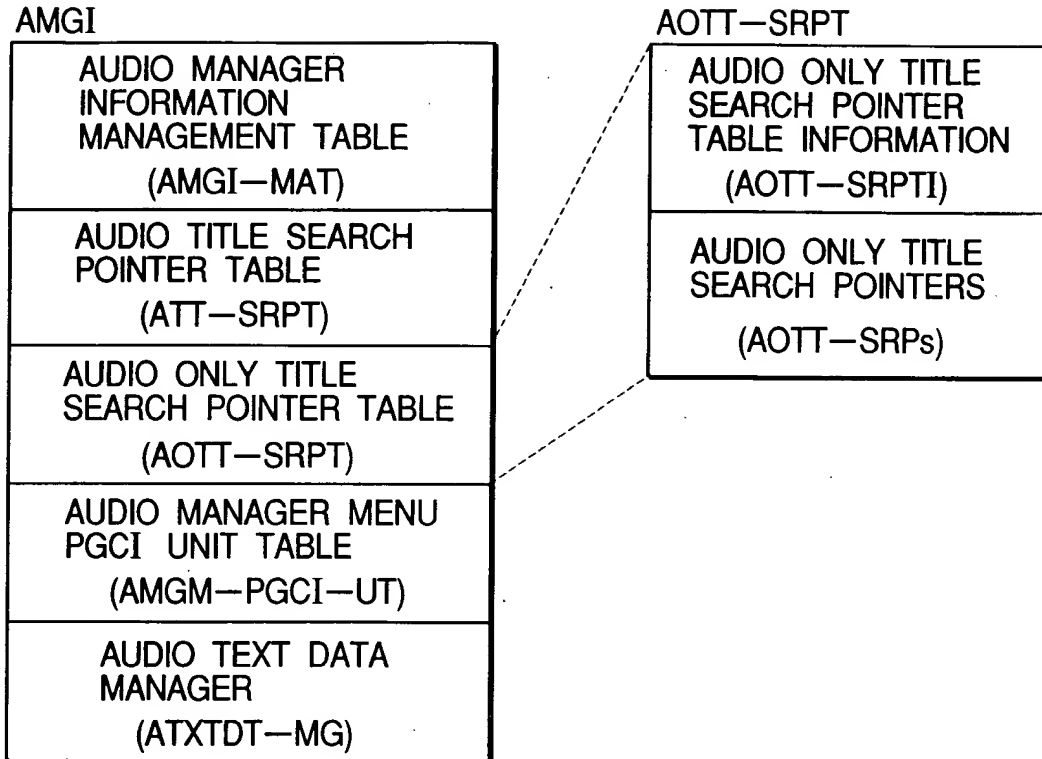 AMGI
AUDIO MANAGER
INFORMATION
MANAGEMENT TABLE
(AMGI—MAT)
AUDIO TITLE SEARCH
POINTER TABLE
(ATT—SRPT)
AUDIO ONLY TITLE
SEARCH POINTER TABLE
(AOTT—SRPT)
AUDIO MANAGER MENU
PGCI UNIT TABLE
(AMGM—PGCI—UT)
AUDIO TEXT DATA
MANAGER
(ATXTDT—MG)
AOTT—SRPT
AUDIO ONLY TITLE
SEARCH POINTER
TABLE INFORMATION
(AOTT—SRPTI)
AUDIO ONLY TITLE
SEARCH POINTERS
(AOTT—SRPs)